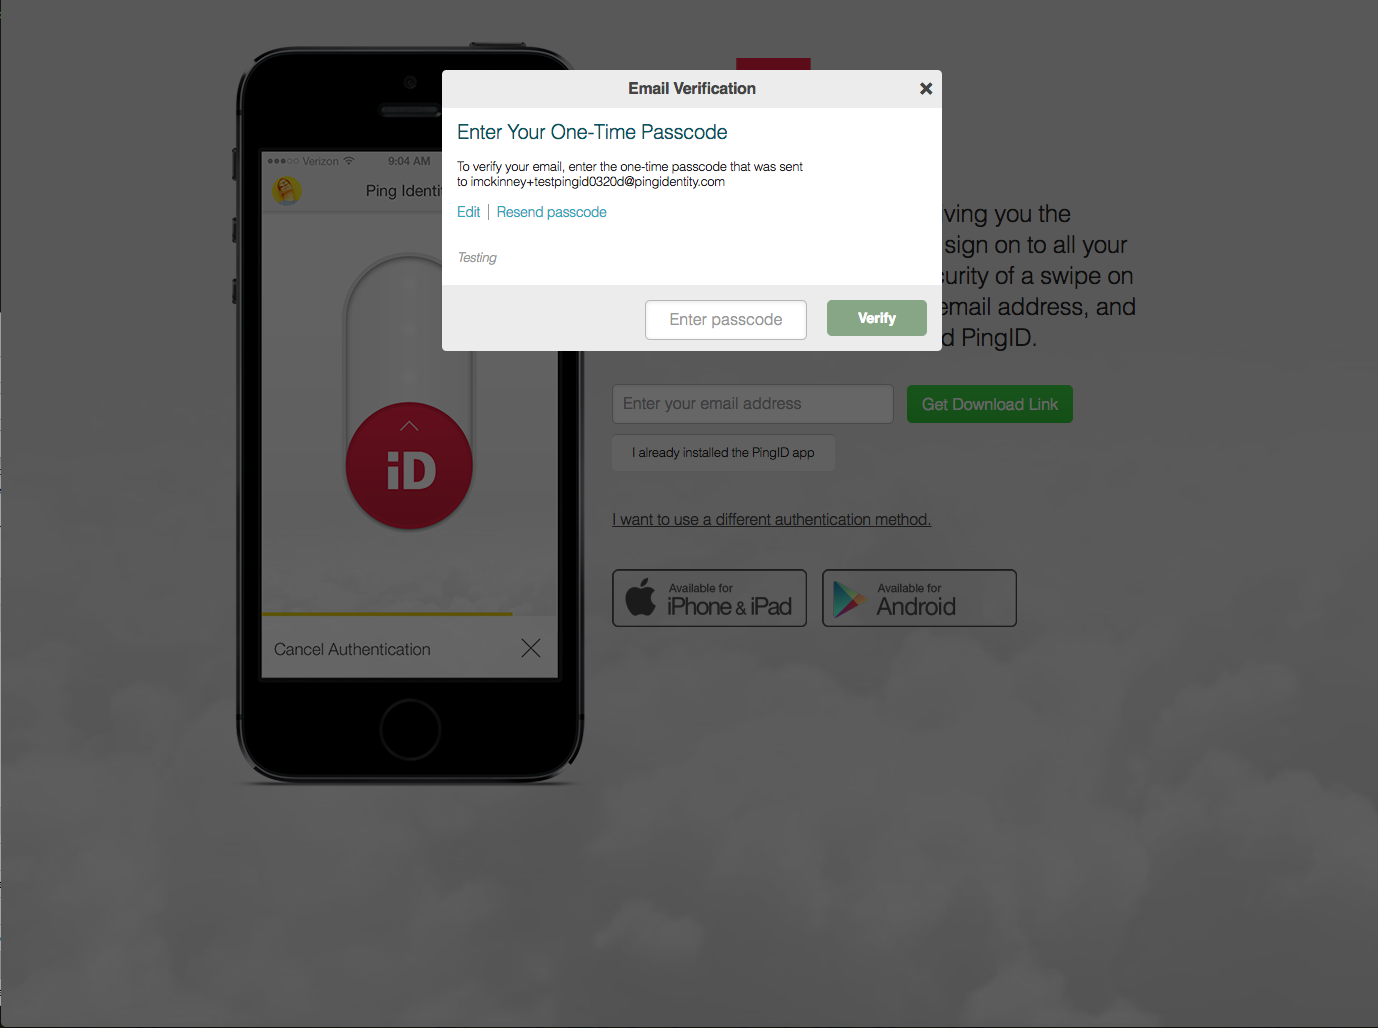 Email Verification
Enter Your One-Time Passcode
To verify your email, enter the one-time passcode that was sent
to imckinney+testpingid0320d@pingidentity.com
Edit | Resend passcode
Testing
Enter passcode
Verify
Verizon
9:04 AM
Ping Identi
iD
Cancel Authentication
ving you the
sign on to all your
urity of a swipe on
email address, and
d PingID.
Enter your email address
Get Download Link
I already installed the PingID app
I want to use a different authentication method.
Available for
iPhone & iPad
Available for
Android